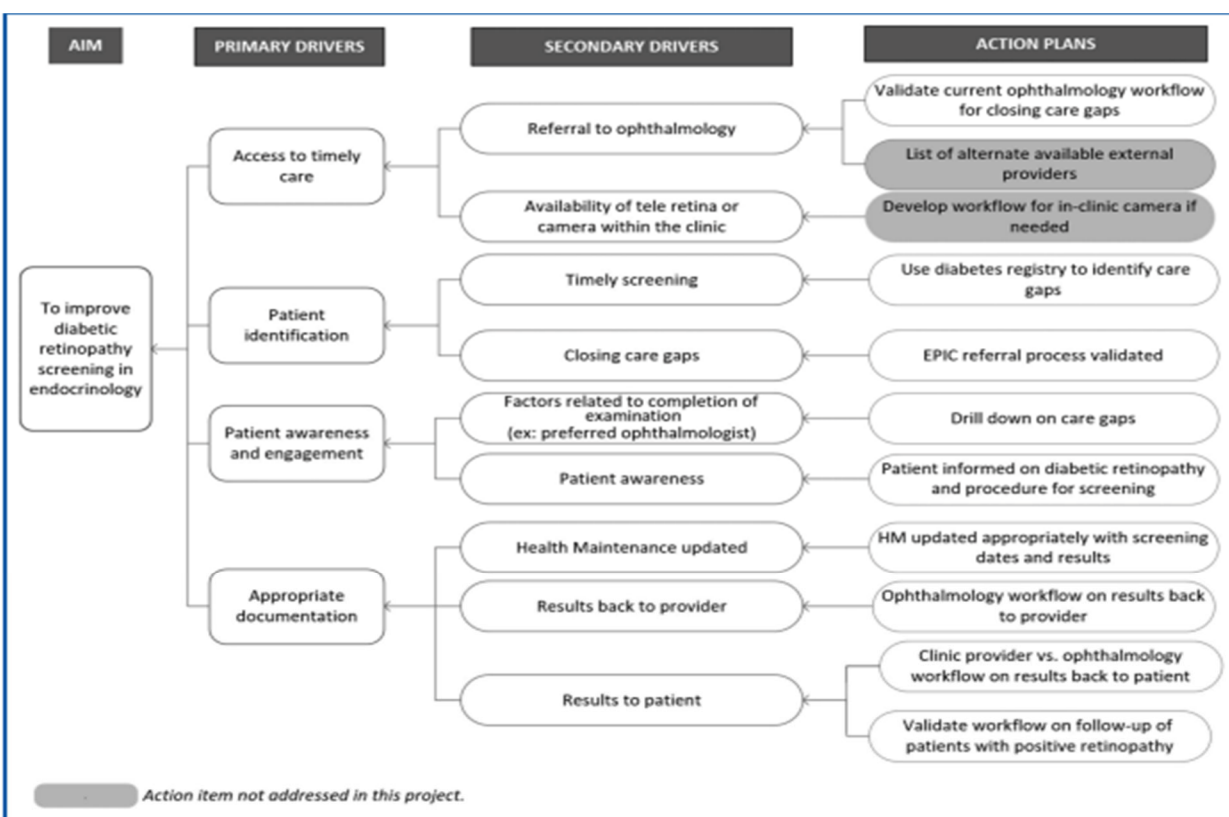 AIM
PRIMARY DRIVERS
SECONDARY DRIVERS
ACTION PLANS
To improve
diabetic
retinopathy
screening in
endocrinology
Access to timely
care
Patient
identification
Patient awareness
and engagement
Appropriate
documentation
Referral to ophthalmology
Availability of tele retina or
camera within the clinic
Timely screening
Closing care gaps
Factors related to completion of
examination
(ex: preferred ophthalmologist)
Patient awareness
Health Maintenance updated
Results back to provider
Results to patient
Validate current ophthalmology workflow
for closing care gaps
List of alternate available external
providers
Develop workflow for in-clinic camera if
needed
Use diabetes registry to identify care
gaps
EPIC referral process validated
Drill down on care gaps
Patient informed on diabetic retinopathy
and procedure for screening
HM updated appropriately with screening
dates and results
Ophthalmology workflow on results back
to provider
Clinic provider vs. ophthalmology
workflow on results back to patient
Validate workflow on follow-up of
patients with positive retinopathy
Action item not addressed in this project.